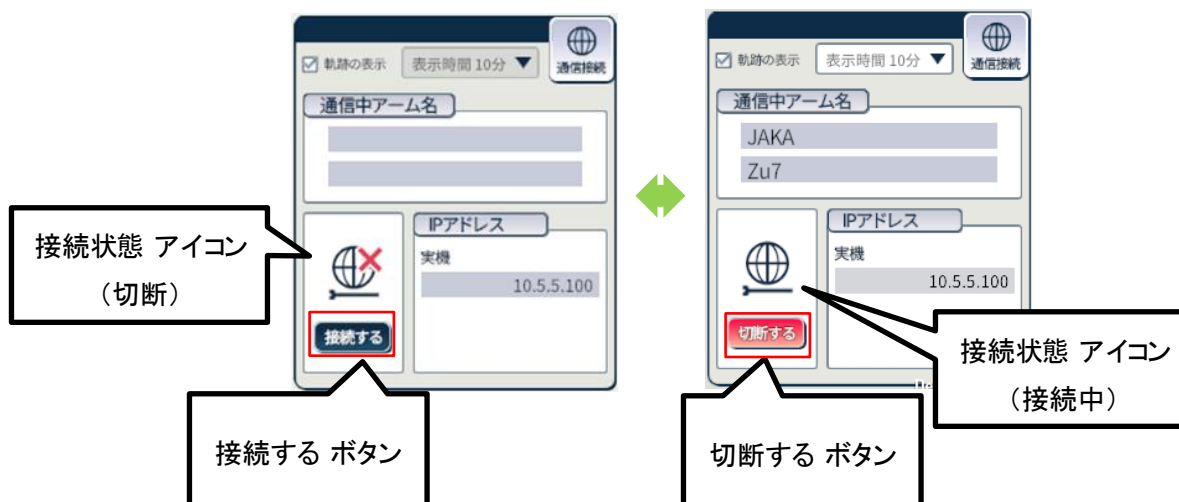 軌跡の表示
表示時間 10分
通信接続
通信中アーム名
IPアドレス
実機
10.5.5.100
接続する
接続状態 アイコン
（切断）
接続する ボタン
軌跡の表示
表示時間 10分
通信接続
通信中アーム名
JAKA
Zu7
IPアドレス
実機
10.5.5.100
切断する
接続状態 アイコン
（接続中）
切断する ボタン